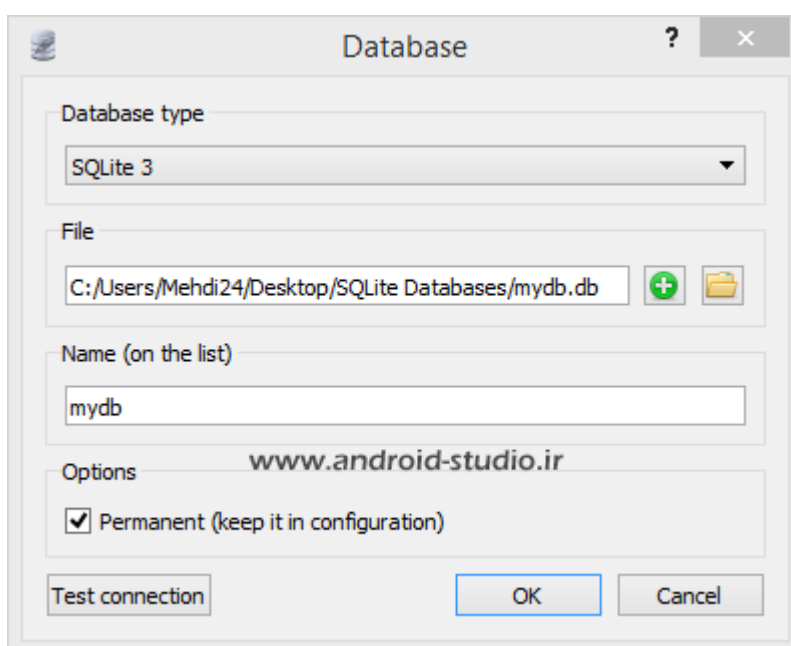 Database
?
×
Database type
SQLite 3
File
C:/Users/Mehdi24/Desktop/SQLite Databases/mydb.db
Name (on the list)
mydb
www.android-studio.ir
Options
Permanent (keep it in configuration)
Test connection
OK
Cancel